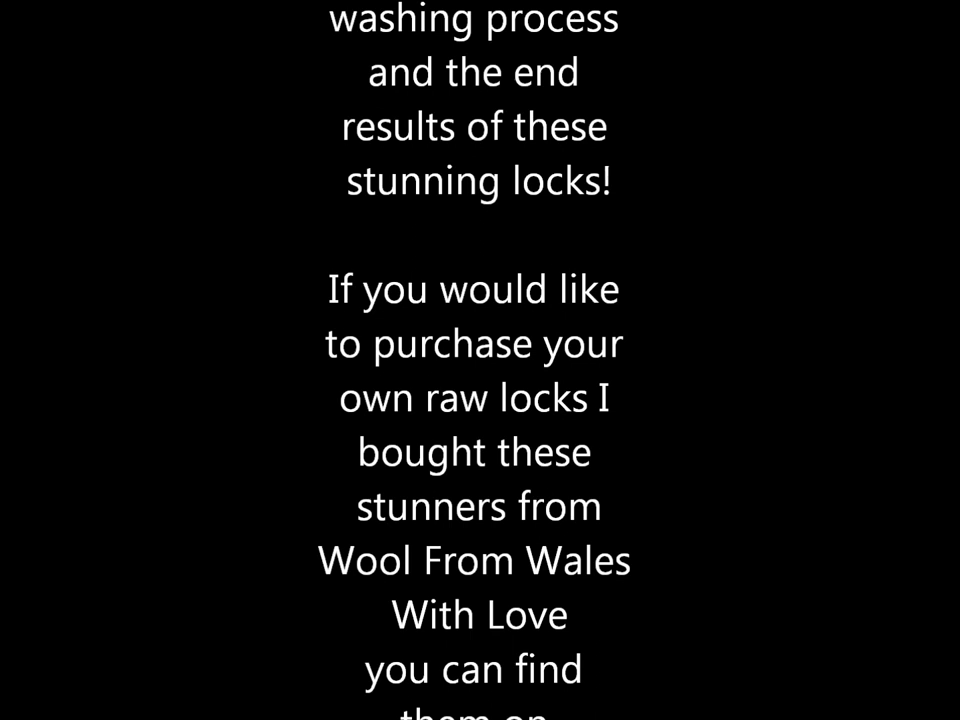 washing process
and the end
results of these
stunning locks!
If you would like
to purchase your
own raw locks I
bought these
stunners from
Wool From Wales
With Love
you can find
them on